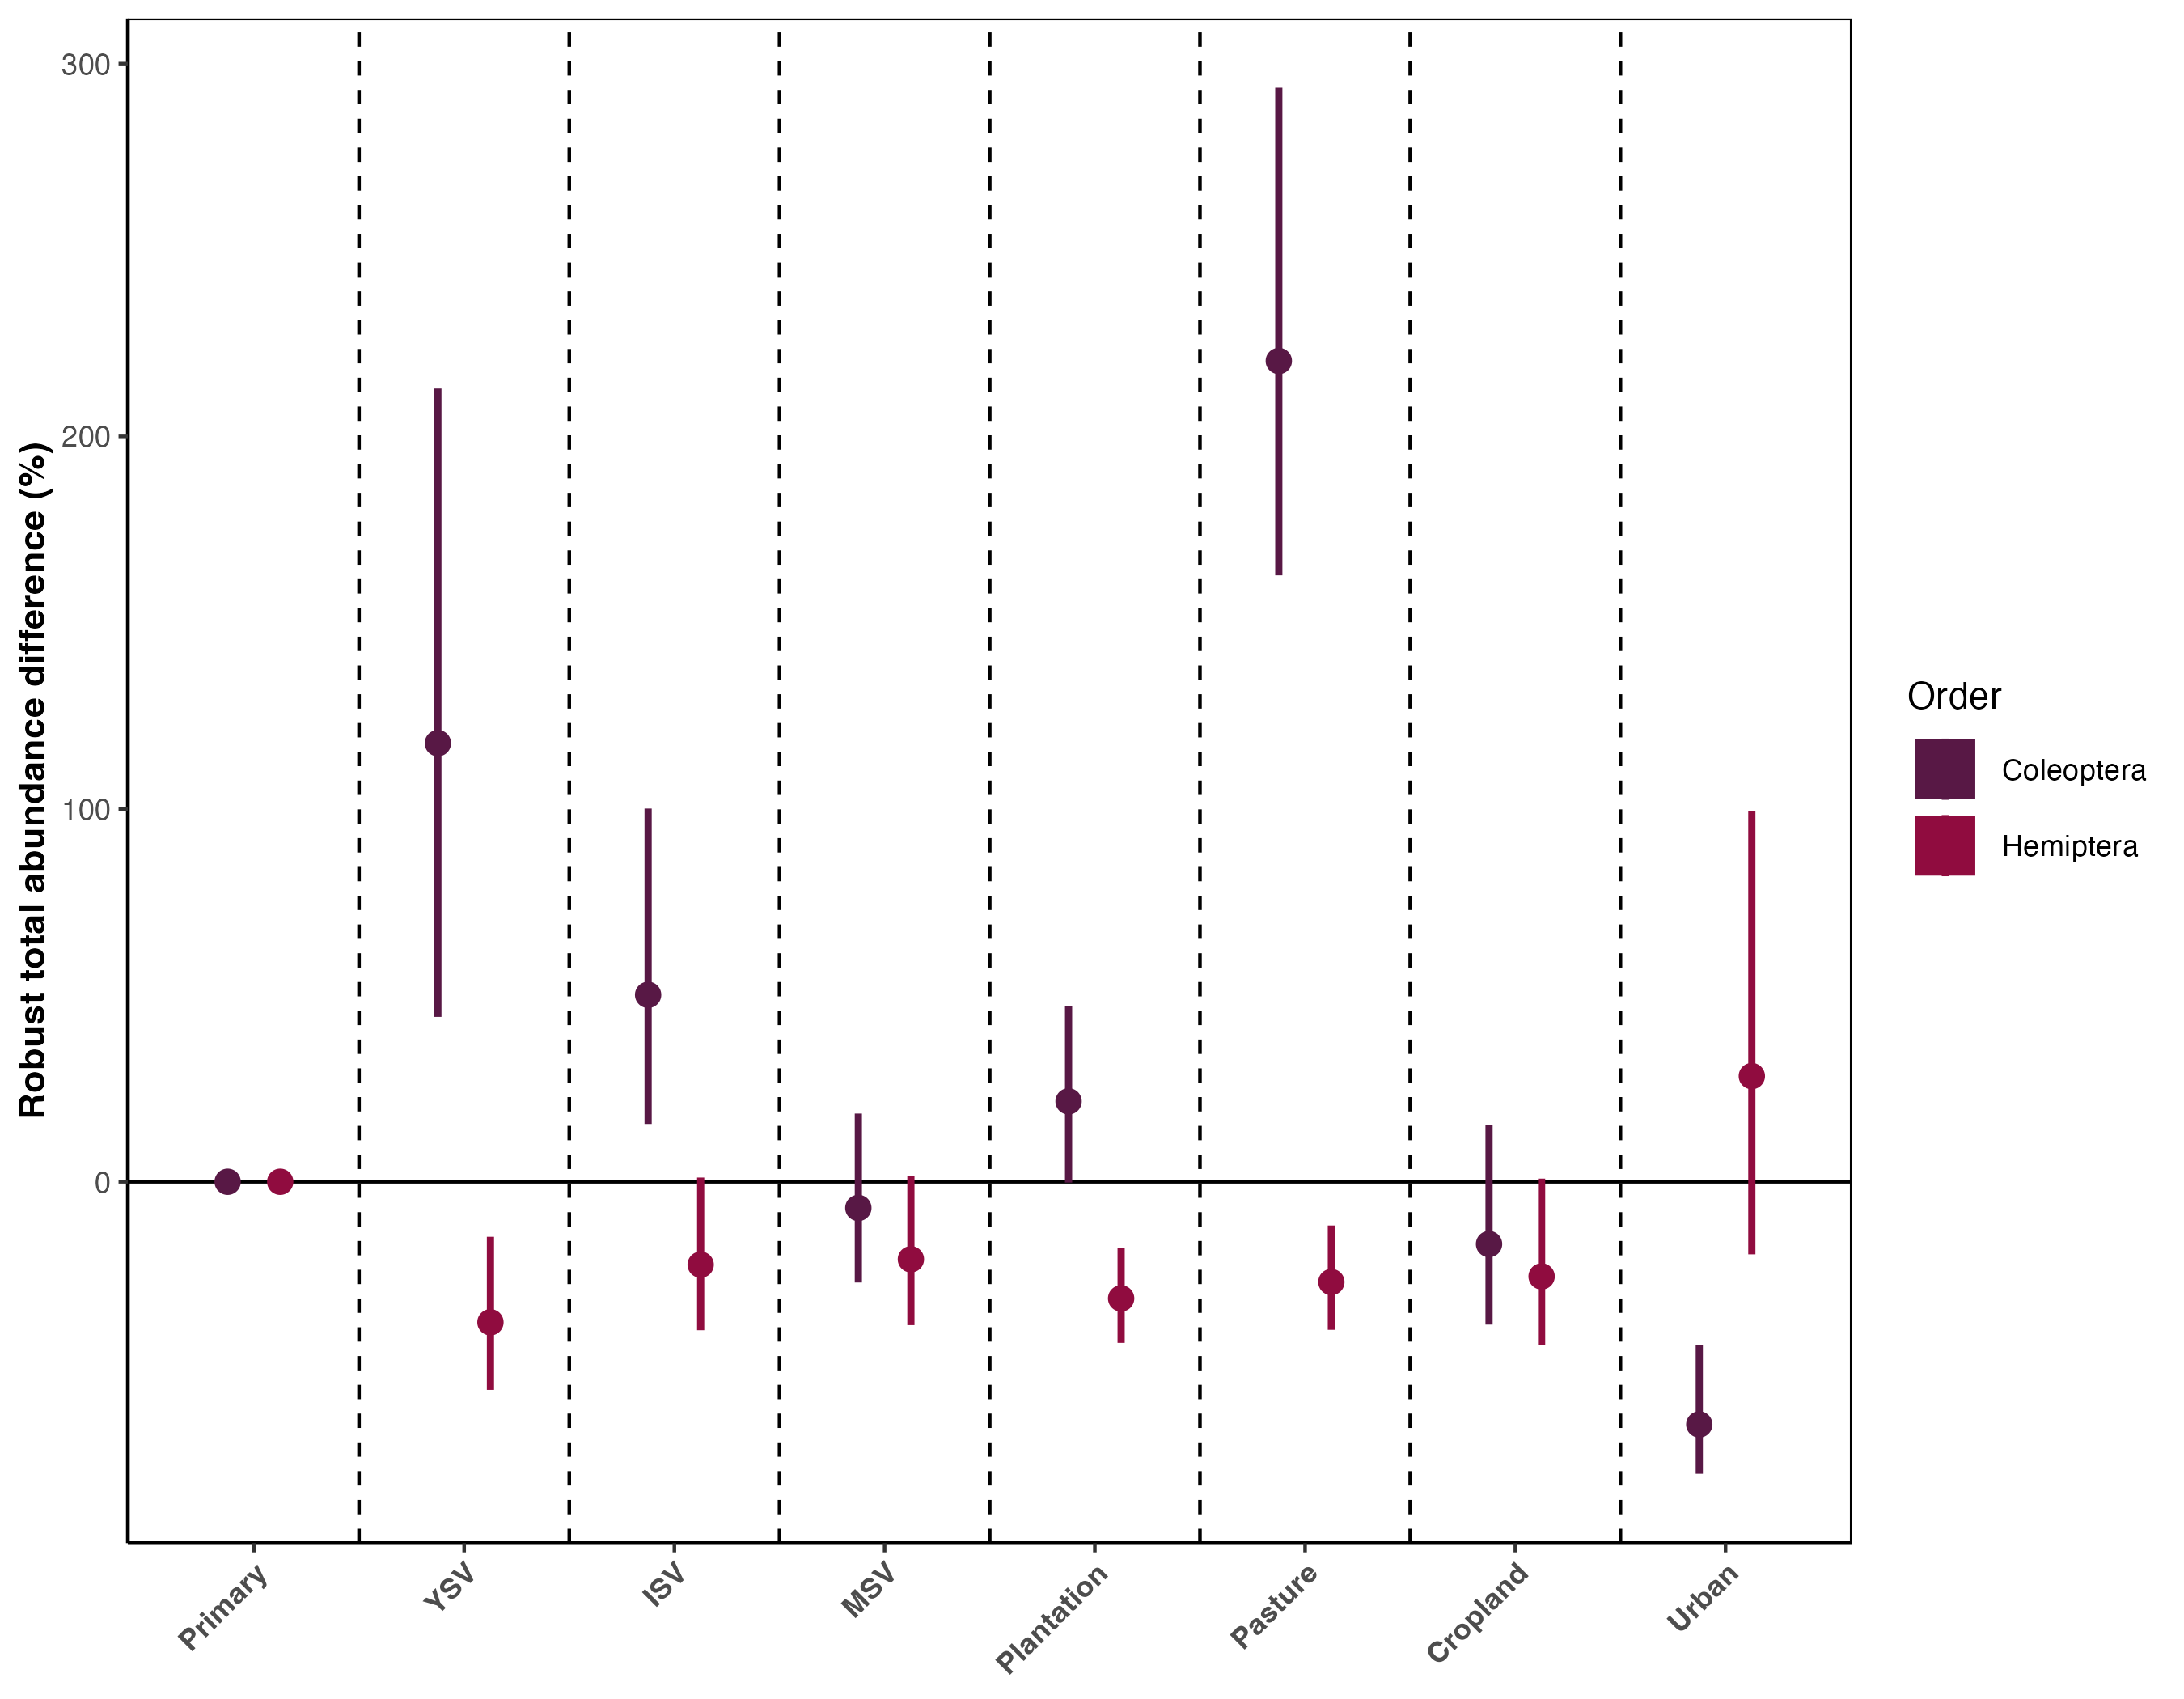 Robust total abundance difference (%)
300
200
100
0
Primary
YSV
ISV
MSV
Plantation
Pasture
Cropland
Urban
Order
Coleoptera
Hemiptera